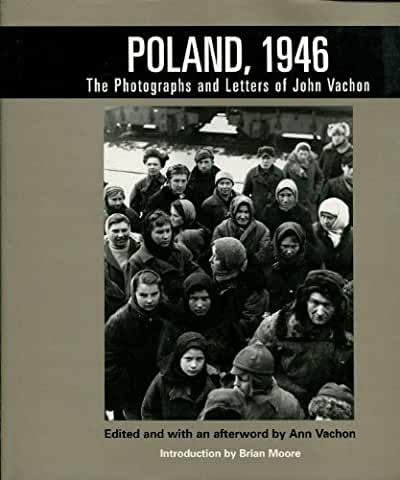 POLAND, 1946
The Photographs and Letters of John Vachon
Edited and with an afterword by Ann Vachon
Introduction by Brian Moore